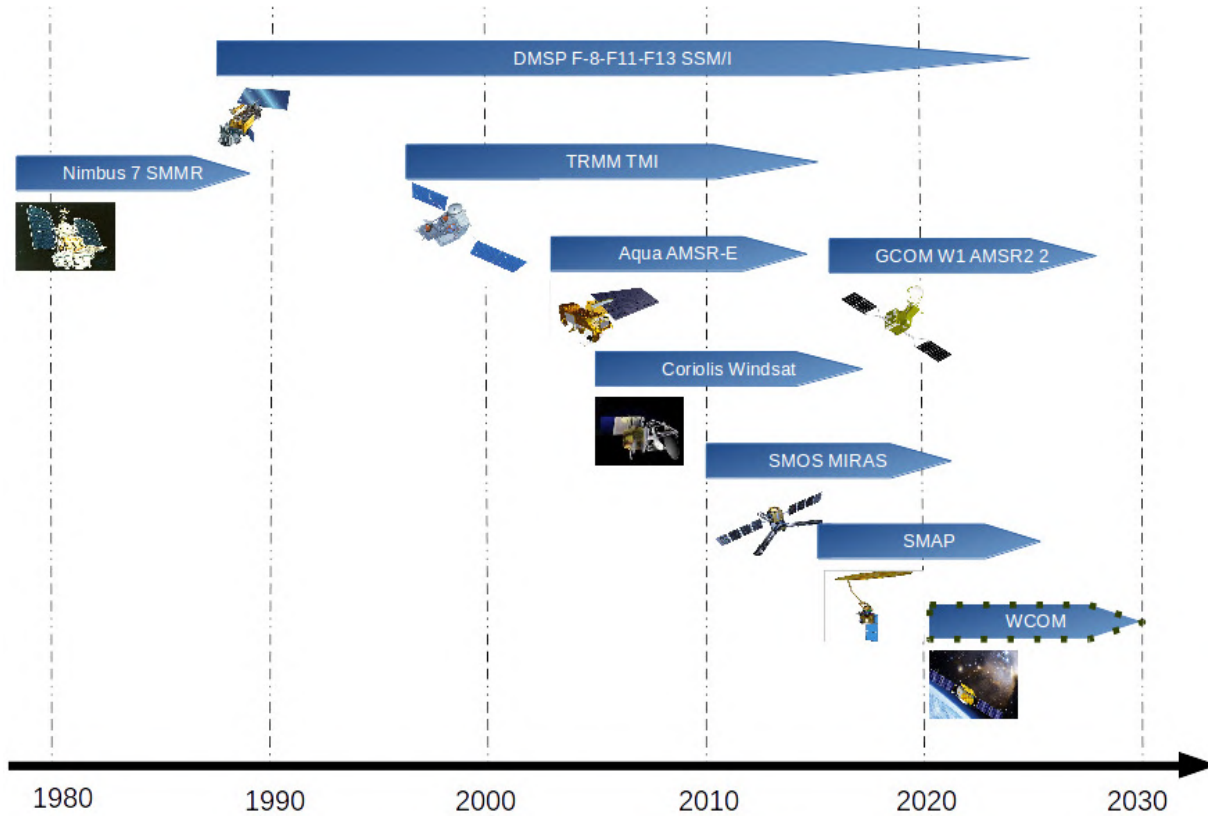 DMSP F-8-F11-F13 SSM/I
Nimbus 7 SMMR
TRMM TMI
Aqua AMSR-E
GCOM W1 AMSR2 2
Coriolis Windsat
SMOS MIRAS
SMAP
WCOM
1980
1990
2000
2010
2020
2030